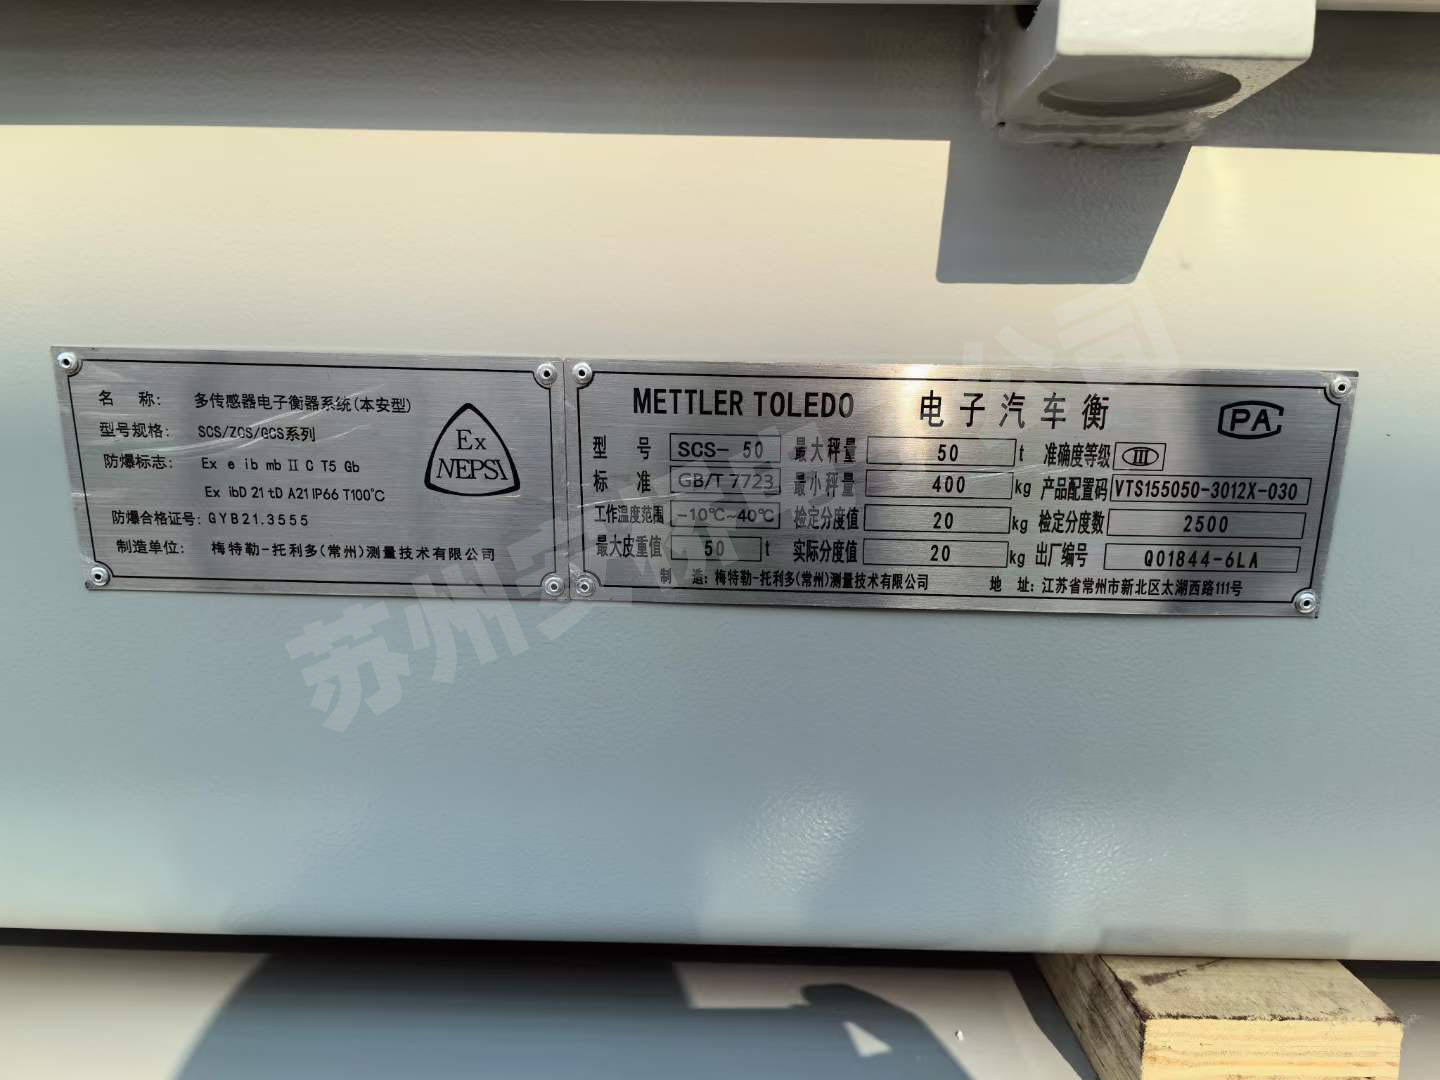 名 称: 多传感器电子衡器系统(本安型)
型号规格: SCS/ZCS/GCS系列
防爆标志: Ex e ib mb II C T5 Gb
Ex ibD 21 tD A21 IP66 T100℃
防爆合格证号: GYB21.3555
制造单位: 梅特勒-托利多(常州)测量技术有限公司
Ex
NEPSI
METTLER TOLEDO 电子汽车衡 PA
型 号 SCS- 50 最大秤量 50 t 准确度等级 III
标 准 GB/T 7723 最小秤量 400 kg 产品配置码 VTS155050-3012X-030
工作温度范围 -10℃~40℃ 检定分度值 20 kg 检定分度数 2500
最大皮重值 50 t 实际分度值 20 kg 出厂编号 Q01844-6LA
制 造: 梅特勒-托利多(常州)测量技术有限公司 地 址: 江苏省常州市新北区太湖西路111号
苏州
公司